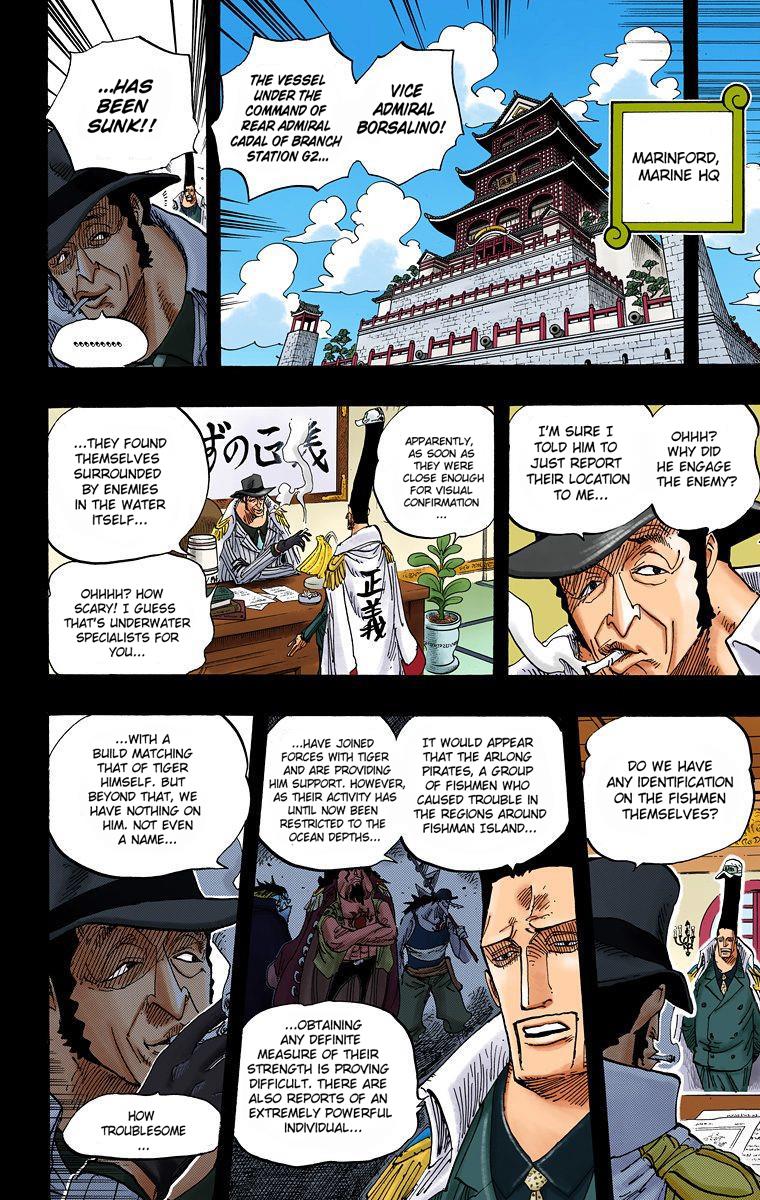 MARINFORD,
MARINE HQ
VICE
ADMIRAL
BORSALINO!
THE VESSEL
UNDER THE
COMMAND OF
REAR ADMIRAL
CADAL OF BRANCH
STATION G2...
...HAS
BEEN
SUNK!!
.........
OHHH?
WHY DID
HE ENGAGE
THE ENEMY?
I'M SURE I
TOLD HIM TO
JUST REPORT
THEIR LOCATION
TO ME...
APPARENTLY,
AS SOON AS
THEY WERE
CLOSE ENOUGH
FOR VISUAL
CONFIRMATION
...
ずの正義
正義
...THEY FOUND
THEMSELVES
SURROUNDED
BY ENEMIES
IN THE WATER
ITSELF...
OHHHH? HOW
SCARY! I GUESS
THAT'S UNDERWATER
SPECIALISTS FOR
YOU...
DO WE HAVE
ANY IDENTIFICATION
ON THE FISHMEN
THEMSELVES?
IT WOULD APPEAR
THAT THE ARLONG
PIRATES, A GROUP
OF FISHMEN WHO
CAUSED TROUBLE IN
THE REGIONS AROUND
FISHMAN ISLAND...
...HAVE JOINED
FORCES WITH TIGER
AND ARE PROVIDING
HIM SUPPORT. HOWEVER,
AS THEIR ACTIVITY HAS
UNTIL NOW BEEN
RESTRICTED TO THE
OCEAN DEPTHS...
...OBTAINING
ANY DEFINITE
MEASURE OF THEIR
STRENGTH IS PROVING
DIFFICULT. THERE ARE
ALSO REPORTS OF AN
EXTREMELY POWERFUL
INDIVIDUAL...
...WITH A
BUILD MATCHING
THAT OF TIGER
HIMSELF. BUT
BEYOND THAT, WE
HAVE NOTHING ON
HIM. NOT EVEN
A NAME...
HOW
TROUBLESOME
...